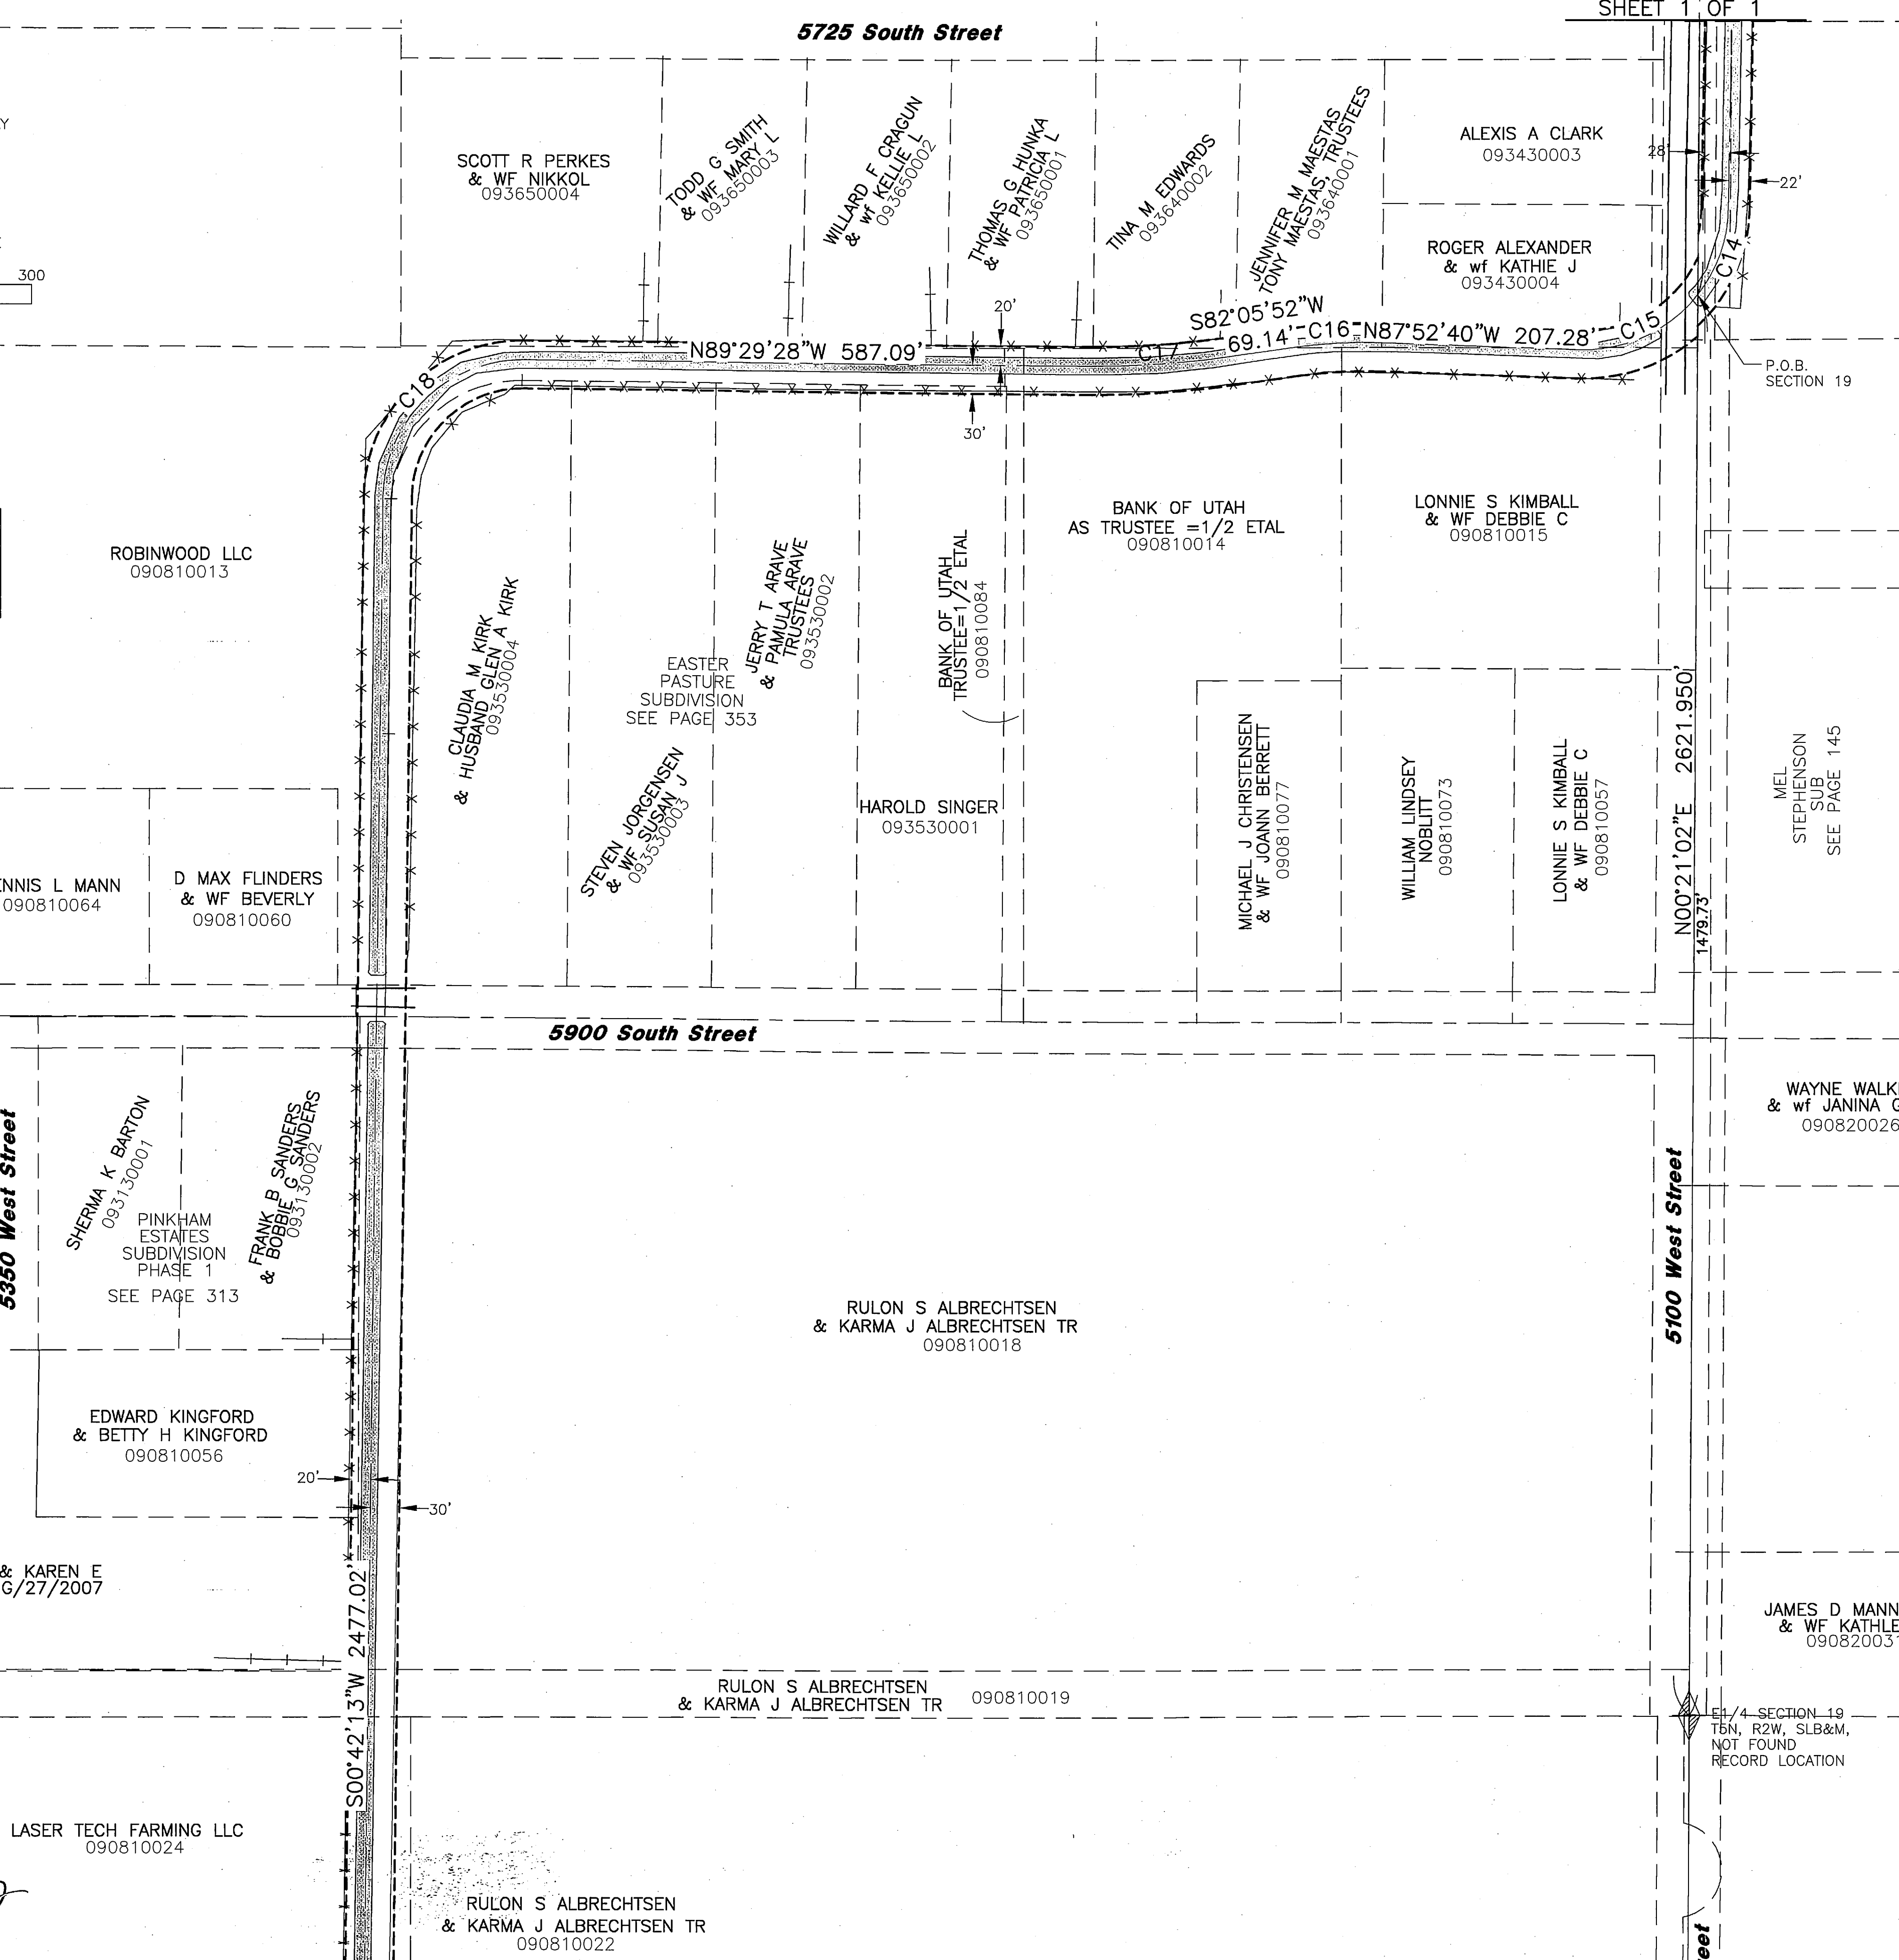 SHEET 1 OF 1
5725 South Street
SCOTT R PERKES
& WF NIKKOL
093650004
TODD G SMITH
& WF MARY L
093650003
WILLARD F CRAGUN
& wf KELLIE L
093650002
THOMAS G HUNKA
& WF PATRICIA L
093650001
TINA M EDWARDS
093640002
JENNIFER M MAESTAS
TONY MAESTAS, TRUSTEES
093640001
ALEXIS A CLARK
093430003
28'
22'
ROGER ALEXANDER
& wf KATHIE J
093430004
C14
300
20'
S82°05'52"W
N89°29'28"W 587.09'
C17
69.14'
C16
N87°52'40"W 207.28'
C15
P.O.B.
SECTION 19
C18
30'
ROBINWOOD LLC
090810013
CLAUDIA M KIRK
& HUSBAND GLEN A KIRK
093530004
EASTER
PASTURE
SUBDIVISION
SEE PAGE 353
JERRY T ARAVE
& PAMULA ARAVE
TRUSTEES
093530002
BANK OF UTAH
TRUSTEE=1/2 ETAL
090810084
BANK OF UTAH
AS TRUSTEE =1/2 ETAL
090810014
LONNIE S KIMBALL
& WF DEBBIE C
090810015
STEVEN JORGENSEN
& WF SUSAN J
093530003
HAROLD SINGER
093530001
MICHAEL J CHRISTENSEN
& WF JOANN BERRETT
090810077
WILLIAM LINDSEY
NOBLITT
090810073
LONNIE S KIMBALL
& WF DEBBIE C
090810057
N00°21'02"E 2621.950'
1479.73'
MEL
STEPHENSON
SUB
SEE PAGE 145
ENNIS L MANN
090810064
D MAX FLINDERS
& WF BEVERLY
090810060
5900 South Street
5350 West Street
SHERMA K BARTON
093130001
FRANK B SANDERS
& BOBBIE G SANDERS
093130002
PINKHAM
ESTATES
SUBDIVISION
PHASE 1
SEE PAGE 313
5100 West Street
WAYNE WALK
& wf JANINA G
090820026
RULON S ALBRECHTSEN
& KARMA J ALBRECHTSEN TR
090810018
EDWARD KINGFORD
& BETTY H KINGFORD
090810056
20'
30'
& KAREN E
G/27/2007
S00°42'13"W 2477.02'
JAMES D MANN
& WF KATHLE
090820031
RULON S ALBRECHTSEN
& KARMA J ALBRECHTSEN TR
090810019
E1/4 SECTION 19
T5N, R2W, SLB&M,
NOT FOUND
RECORD LOCATION
LASER TECH FARMING LLC
090810024
RULON S ALBRECHTSEN
& KARMA J ALBRECHTSEN TR
090810022
eet